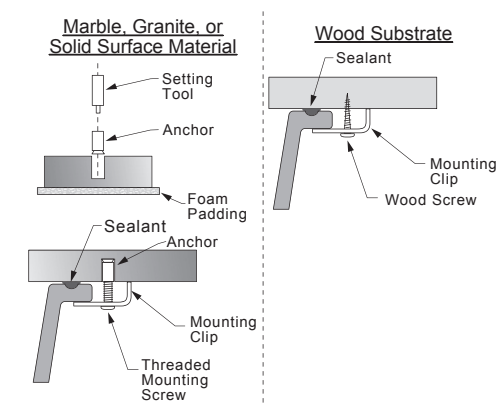 Marble, Granite, or
Solid Surface Material
Setting
Tool
Anchor
Foam
Padding
Sealant
Anchor
Mounting
Clip
Threaded
Mounting
Screw
Wood Substrate
Sealant
Mounting
Clip
Wood Screw